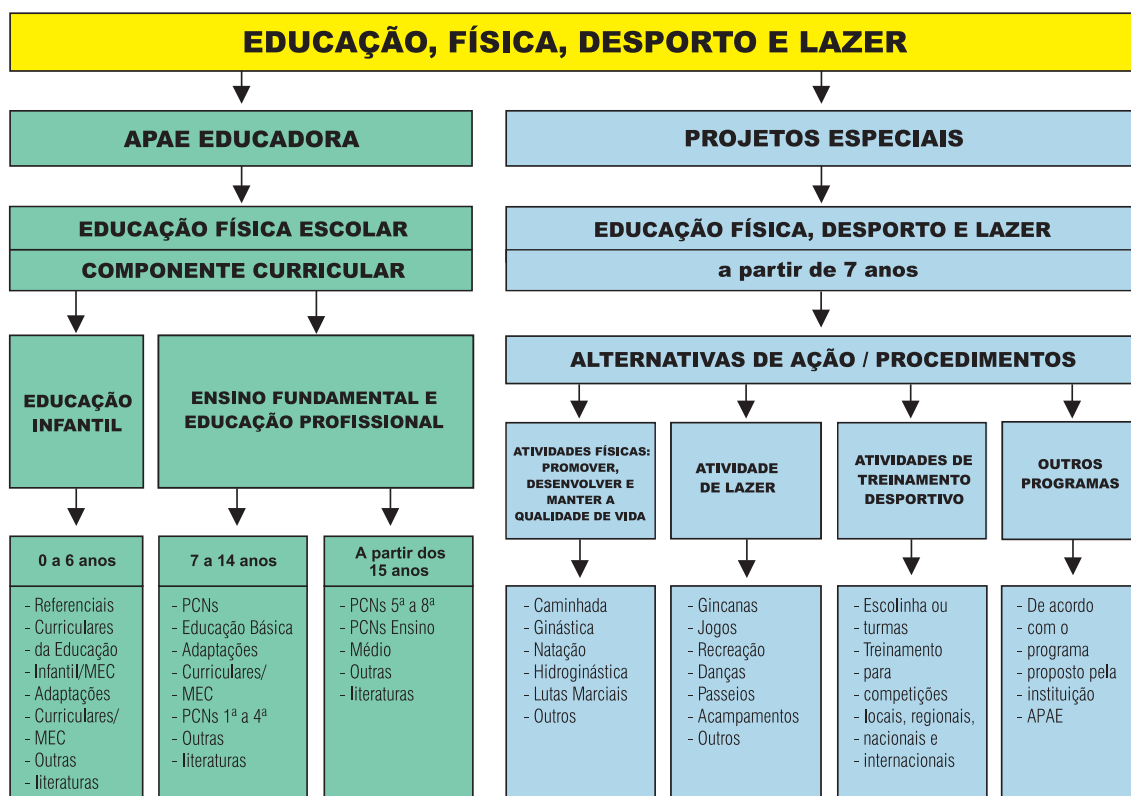 EDUCAÇÃO, FÍSICA, DESPORTO E LAZER
APAE EDUCADORA
EDUCAÇÃO FÍSICA ESCOLAR
COMPONENTE CURRICULAR
EDUCAÇÃO
INFANTIL
ENSINO FUNDAMENTAL E
EDUCAÇÃO PROFISSIONAL
0 a 6 anos
- Referenciais
- Curriculares
- da Educação
- Infantil/MEC
- Adaptações
- Curriculares/
- MEC
- Outras
- literaturas
7 a 14 anos
- PCNs
- Educação Básica
- Adaptações
- Curriculares/
- MEC
- PCNs 1ª a 4ª
- Outras
- literaturas
A partir dos
15 anos
- PCNs 5ª a 8ª
- PCNs Ensino
- Médio
- Outras
- literaturas
PROJETOS ESPECIAIS
EDUCAÇÃO FÍSICA, DESPORTO E LAZER
a partir de 7 anos
ALTERNATIVAS DE AÇÃO / PROCEDIMENTOS
ATIVIDADES FÍSICAS:
PROMOVER,
DESENVOLVER E
MANTER A
QUALIDADE DE VIDA
- Caminhada
- Ginástica
- Natação
- Hidroginástica
- Lutas Marciais
- Outros
ATIVIDADE
DE LAZER
- Gincanas
- Jogos
- Recreação
- Danças
- Passeios
- Acampamentos
- Outros
ATIVIDADES DE
TREINAMENTO
DESPORTIVO
- Escolinha ou
- turmas
- Treinamento
- para
- competições
- locais, regionais,
- nacionais e
- internacionais
OUTROS
PROGRAMAS
- De acordo
- com o
- programa
- proposto pela
- instituição
- APAE